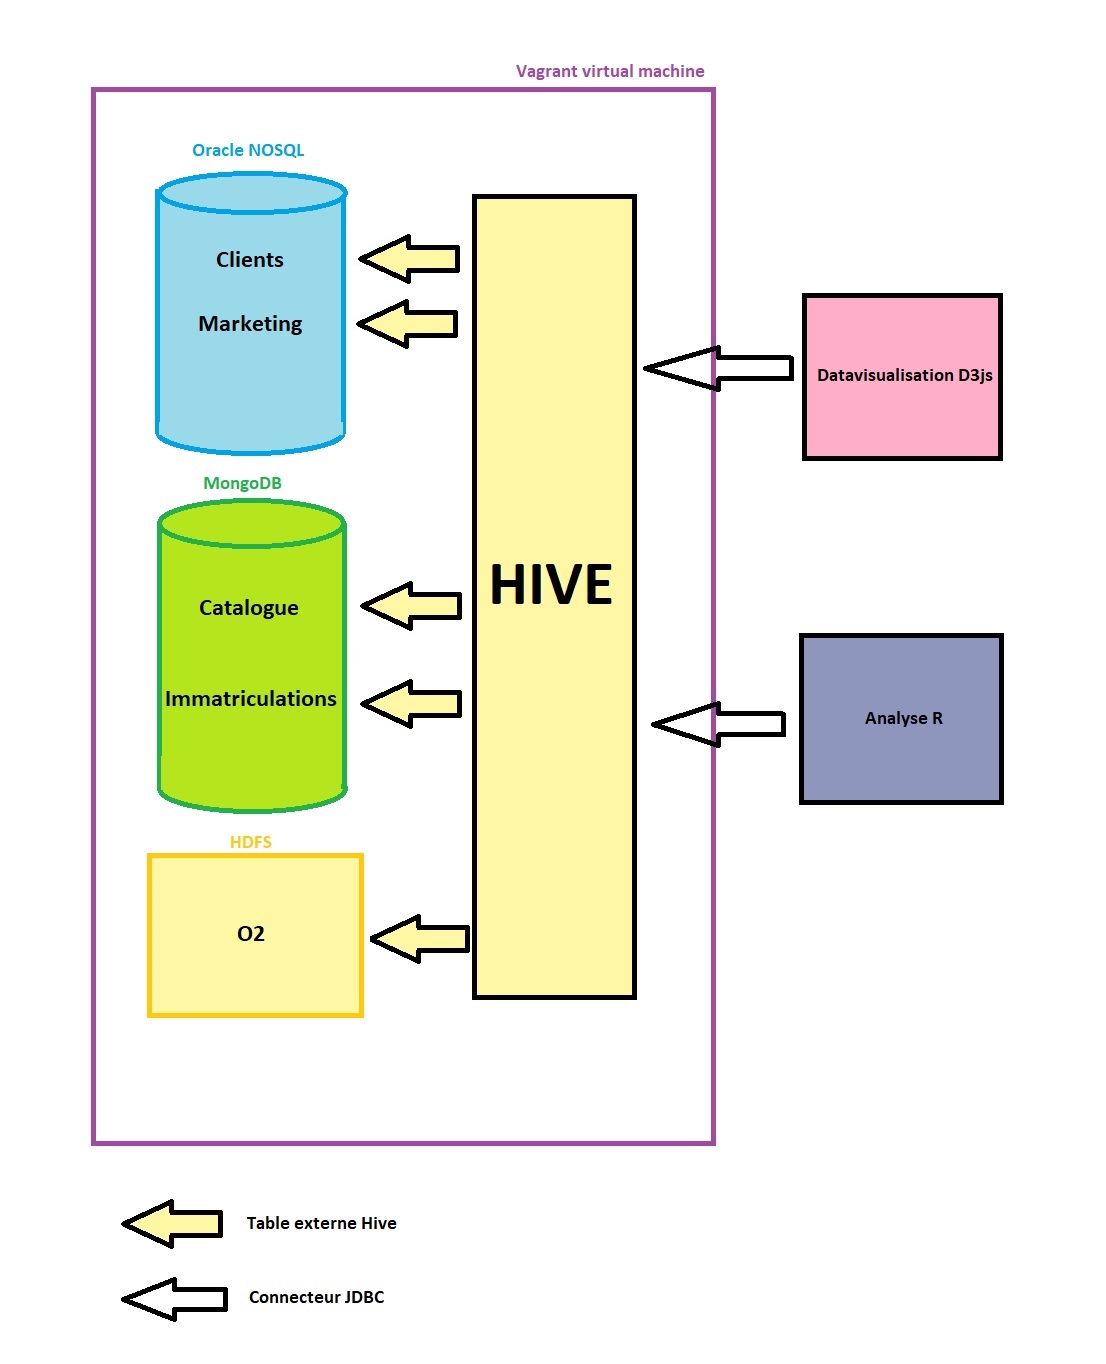 Vagrant virtual machine
Oracle NOSQL
Clients
Marketing
MongoDB
Catalogue
Immatriculations
HDFS
O2
HIVE
Datavisualisation D3js
Analyse R
Table externe Hive
Connecteur JDBC